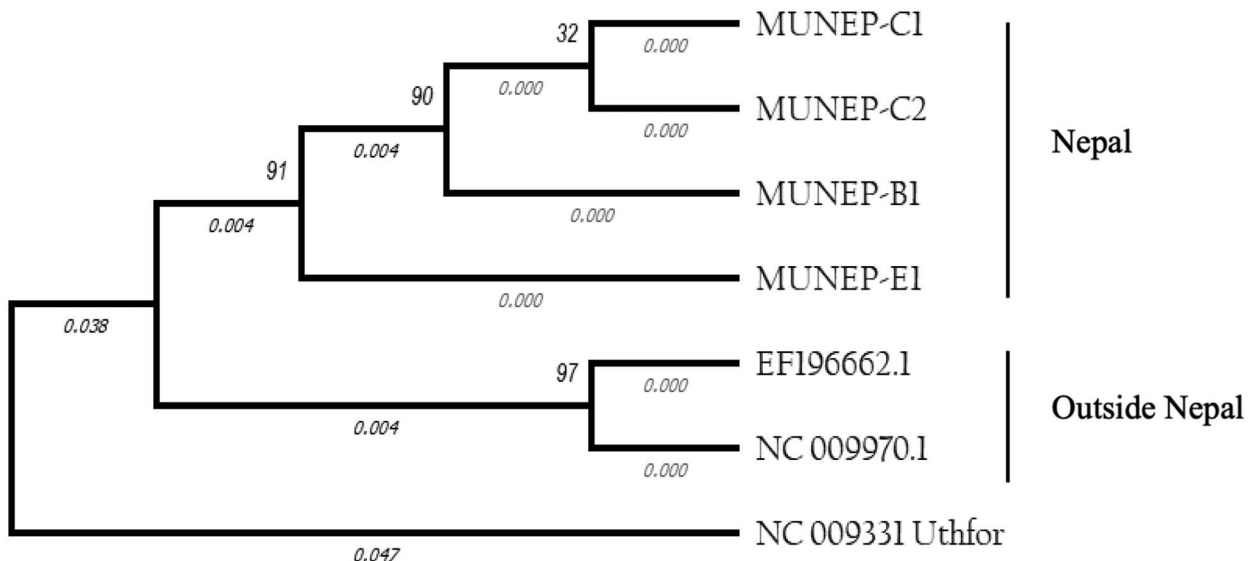 MUNEP-C1
32
0.000
90
0.000
MUNEP-C2
0.000
Nepal
0.004
91
MUNEP-B1
0.000
0.004
MUNEP-E1
0.000
0.038
EF196662.1
97
0.000
Outside Nepal
0.004
NC 009970.1
0.000
NC 009331 Uthfor
0.047